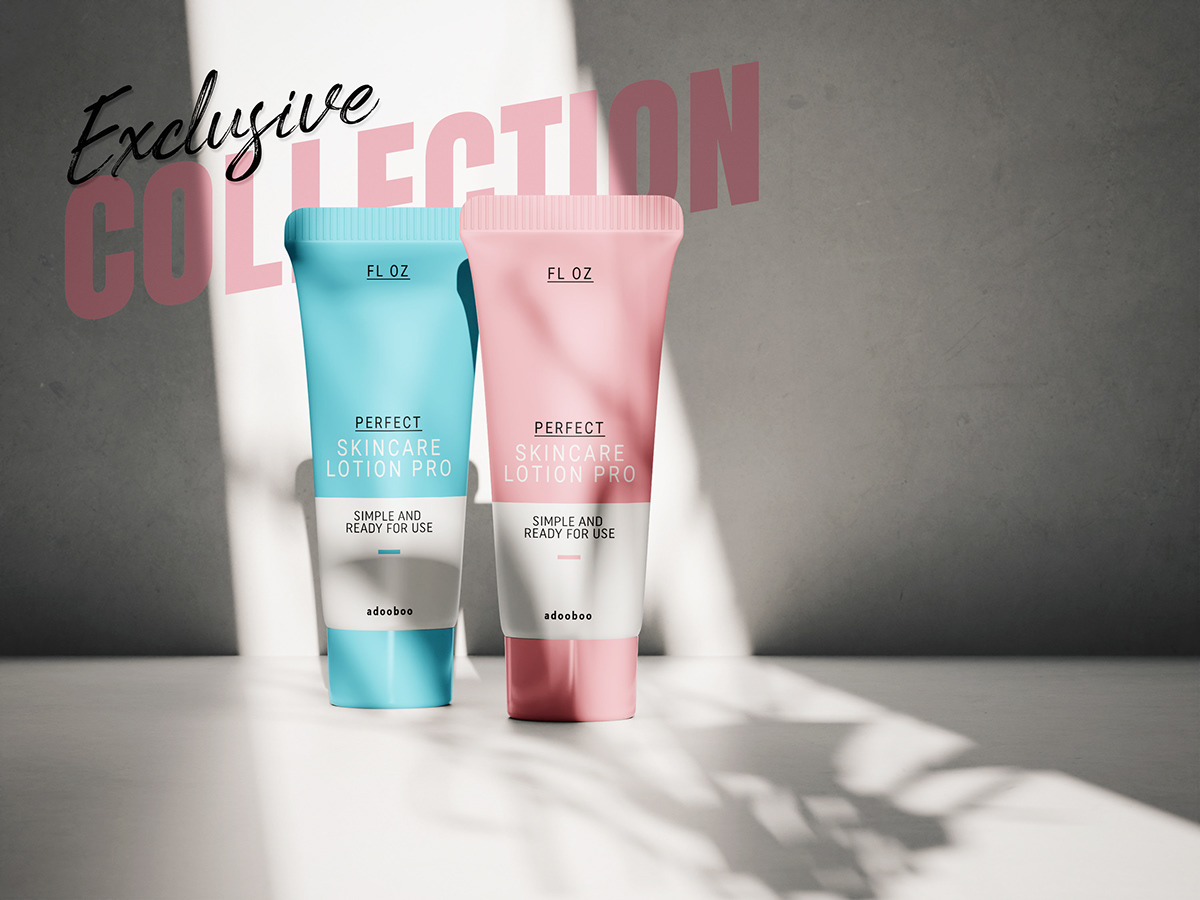 Exclusive
COLLECTION
FL OZ
PERFECT
SKINCARE
LOTION PRO
SIMPLE AND
READY FOR USE
adooboo
FL OZ
PERFECT
SKINCARE
LOTION PRO
SIMPLE AND
READY FOR USE
adooboo